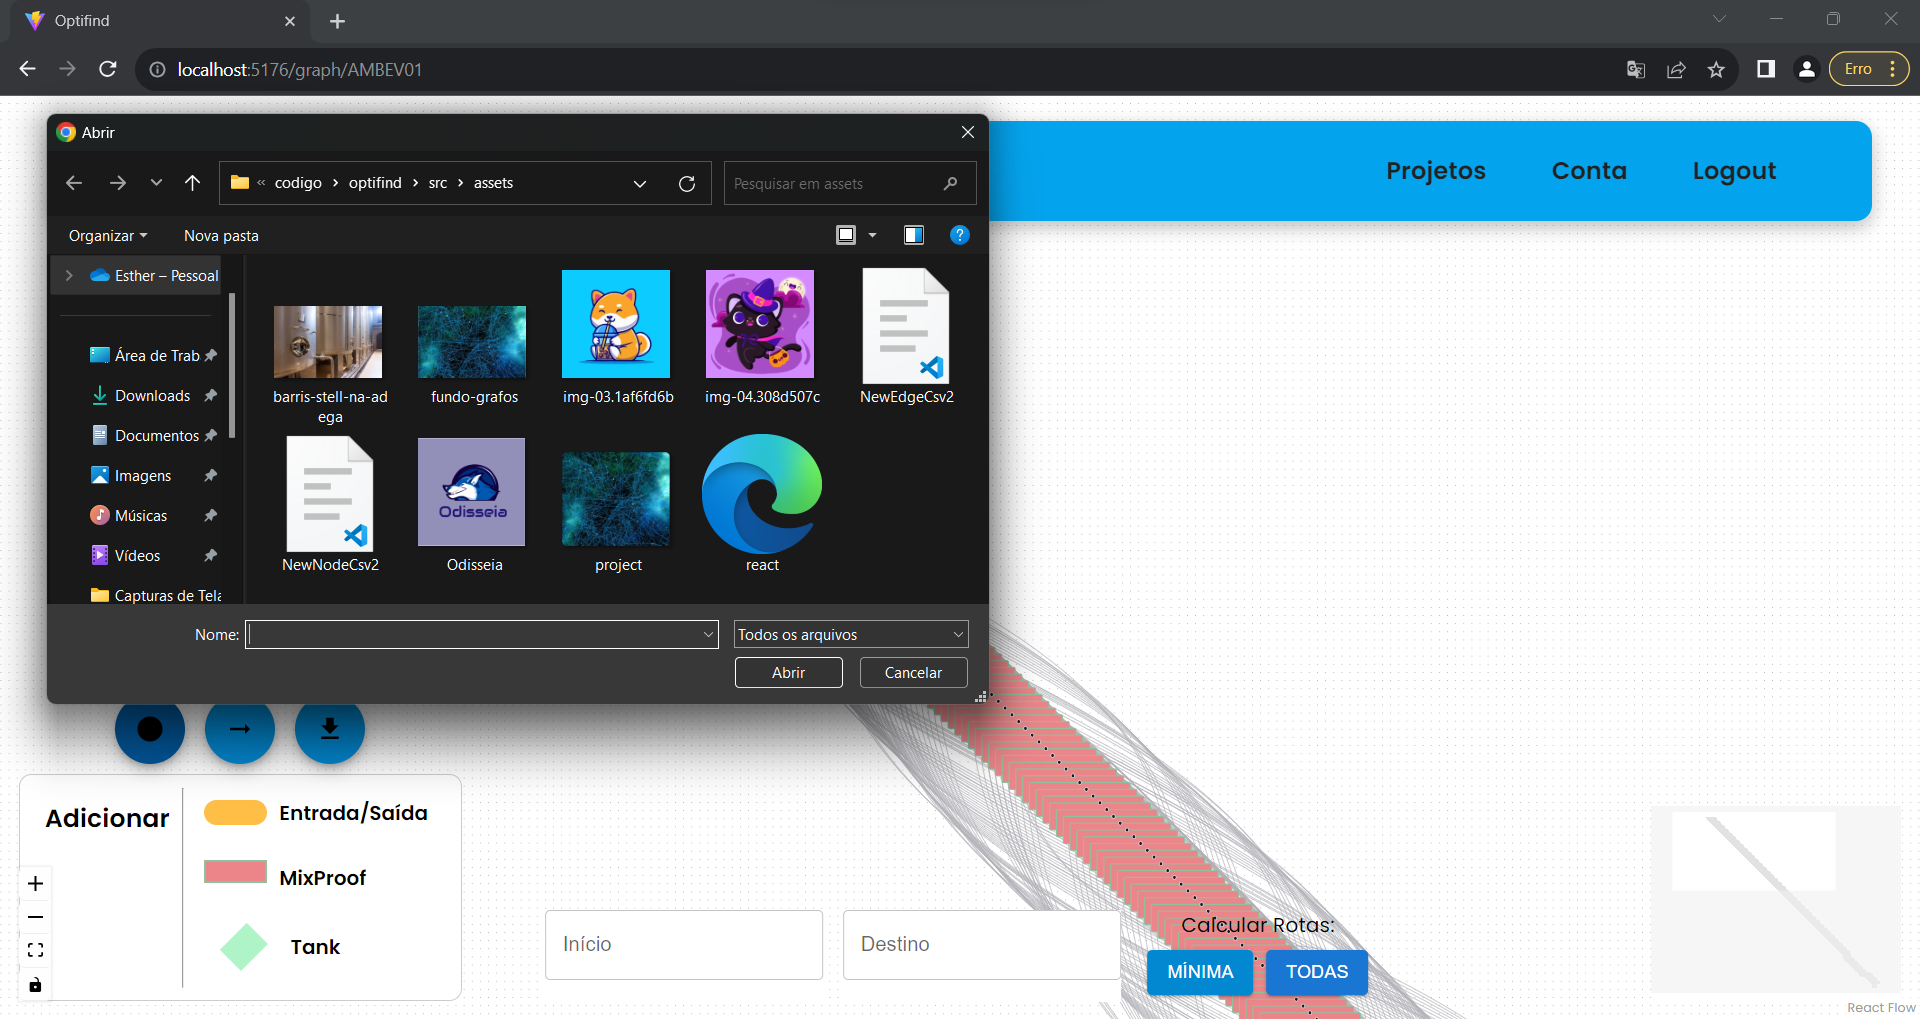 Optifind
localhost:5176/graph/AMBEV01
Erro
Abrir
codigo
optifind
src
assets
Pesquisar em assets
Projetos
Conta
Logout
Organizar
Nova pasta
Esther – Pessoal
Área de Trab
Downloads
Documentos
Imagens
Músicas
Vídeos
Capturas de Tela
barris-stell-na-ad
ega
fundo-grafos
img-03.1af6fd6b
img-04.308d507c
NewEdgeCsv2
NewNodeCsv2
Odisseia
Odisseia
project
react
Nome:
Todos os arquivos
Abrir
Cancelar
Adicionar
Entrada/Saída
MixProof
Tank
Início
Destino
Calcular Rotas:
MÍNIMA
TODAS
React Flow